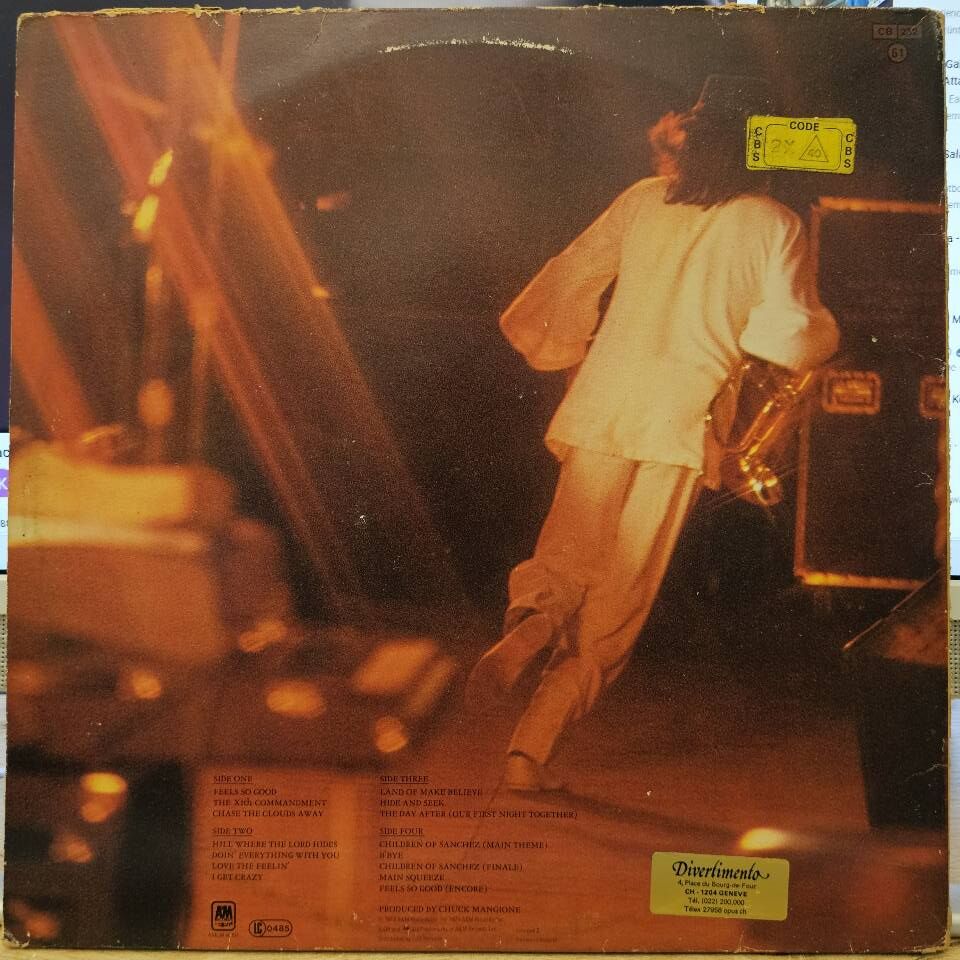 CB 252
61
CODE
CBS
CBS
SIDE ONE
FEELS SO GOOD
THE XIth COMMANDMENT
CHASE THE CLOUDS AWAY
SIDE TWO
HILL WHERE THE LORD HIDES
DOIN' EVERYTHING WITH YOU
LOVE THE FEELIN'
I GET CRAZY
SIDE THREE
LAND OF MAKE BELIEVE
HIDE AND SEEK
THE DAY AFTER (OUR FIRST NIGHT TOGETHER)
SIDE FOUR
CHILDREN OF SANCHEZ (MAIN THEME)
B'BYE
CHILDREN OF SANCHEZ (FINALE)
MAIN SQUEEZE
FEELS SO GOOD (ENCORE)
PRODUCED BY CHUCK MANGIONE
A&M
LC 0485
Divertimento
4, Place du Bourg-de-Four
CH - 1204 GENEVE
Tél. (022) 200.000
Télex 27958 opus ch